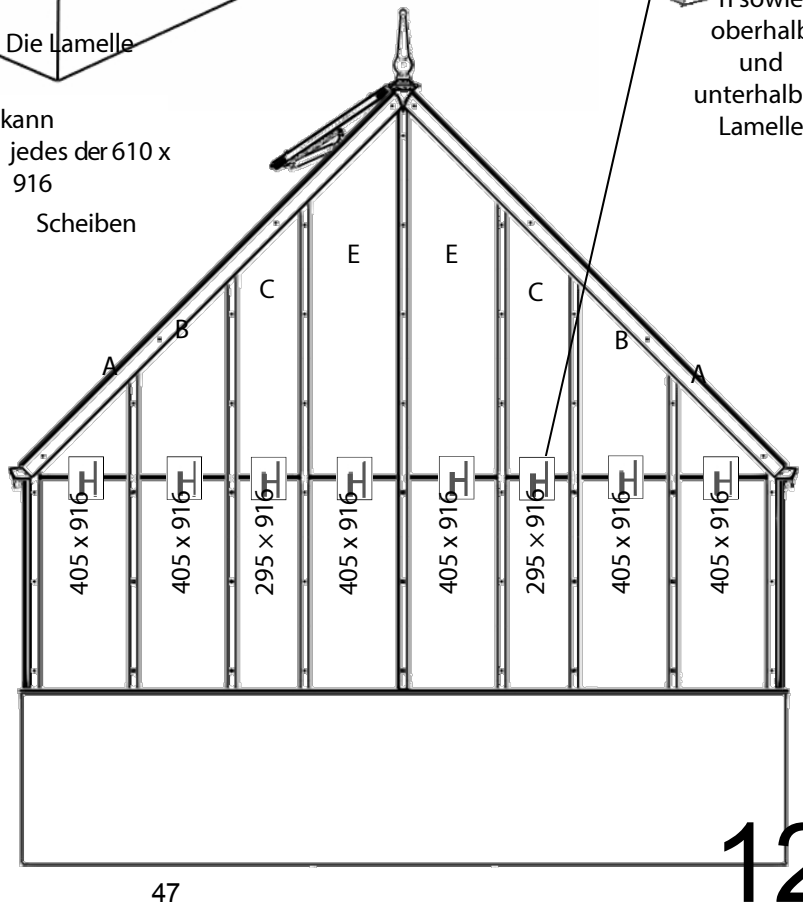 Die Lamelle
kann
jedes der 610 x
916
Scheiben
n sowie
oberhalb
und
unterhalb
Lamelle
E
E
C
C
B
B
A
A
H
H
H
H
H
H
H
H
405 x 916
405 x 916
295 × 916
405 x 916
405 x 916
295 × 916
405 x 916
405 x 916
47
12